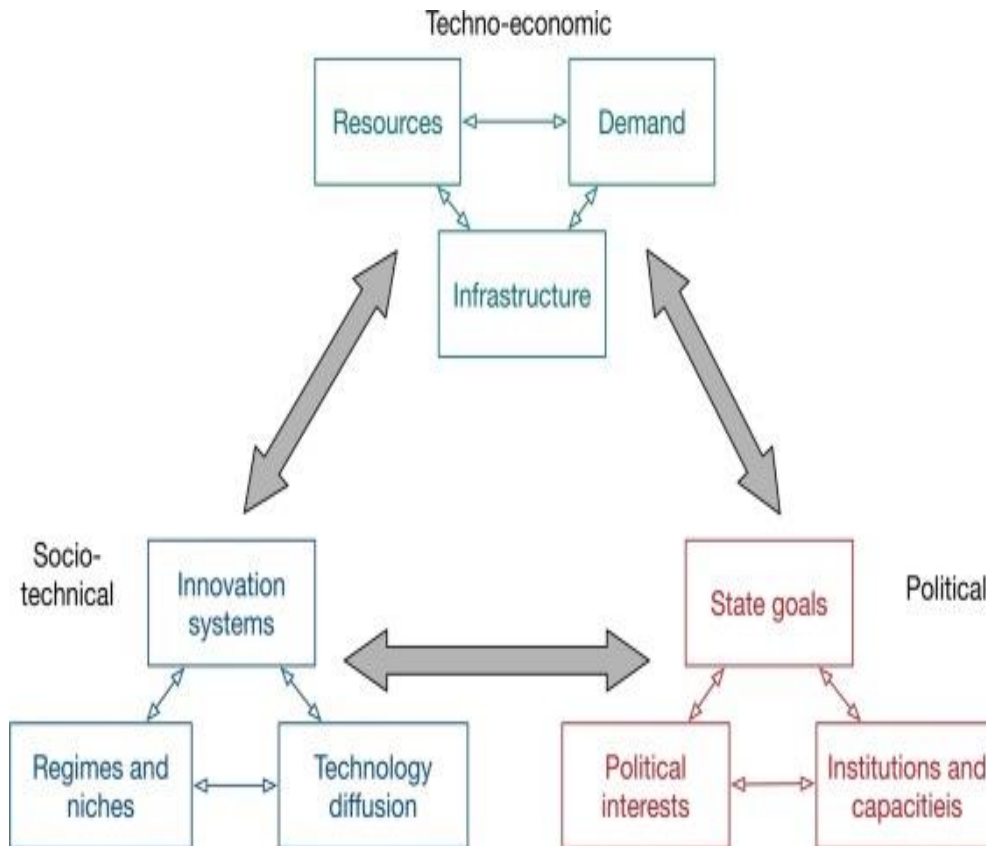 Techno-economic
Resources
Demand
Infrastructure
Socio-
technical
Innovation
systems
State goals
Political
Regimes and
niches
Technology
diffusion
Political
interests
Institutions and
capacitieis